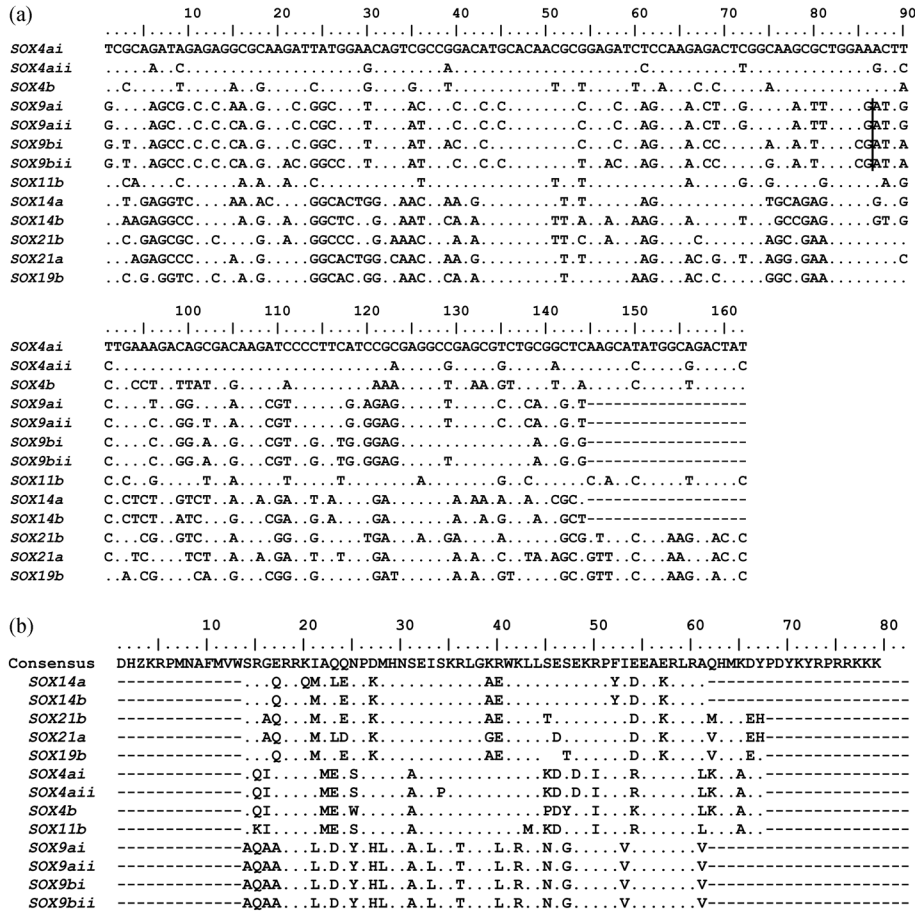 (a)
10 20 30 40 50 60 70 80 90
SOX4ai TCGCAGATAGAGAGGCGCAAGATTATGGAACAGTCGCCGGACATGCACAACGCGGAGATCTCCAAGAGACTCGGCAAGCGCTGGAAACTT
SOX4aii .....A..G....................G........A.....................C..........T..............G..C
SOX4b ..C.....T.....A..G.....G....G..T...........T..T.....A...C..C.....A..............A
SOX9ai G...AGCG.C.C..AA.G...C.GGC...T....AC...C.C.C.........C...C..AG...A.CT..G.....A.TT....GAT.G
SOX9aii G...AGC..C.C.CA.G...C.CGC...T....AT...C.C............C...C..AG...A.CT..G.....A.TT....GAT.G
SOX9bi G.T..AGCC.C.C.CA.G...C.GGC...T....AT..AC.C........T....C..AG...A.CC.....A..A.T....CGAT.A
SOX9bii G.T..AGCC.C.C.CA.G..AC.GGCC..T....AT...C.C........T...AC..AG...A.CC.....G..A.T....CGAT.A
SOX11b ..CA....C......A.A..A..C...........T..............T..T...........A.....G..G.....G......A.G
SOX14a ..T.GAGGTC....AA.AC....GGCACTGG..AAC..AA.G.........T..T......AG............TGCAGAG....G..G
SOX14b ..AAGAGGCC....A.G..A..GGCTC..G...AAT..CA.A........TT.A..A..AAG...A.....T...GCCGAG....GT.G
SOX21b ..C.GAGCGC..C....G..A..GGCCC.G.AAAC...A.A........TT.C..A....AG.....C.....AGC.GAA.........
SOX21a ...AGAGCCC....A..G.....GGCACTGG.CAAC..AA.G.........T..T......AG...AC.G..T..AGG.GAA........C
SOX19b ..C.G.GGTC..C..A.G.....GGCAC.GG..AAC..CA.A.........T.......AAG...AC.C.....GGC.GAA.........
100 110 120 130 140 150 160
SOX4ai TTGAAAGACAGCGACAAGATCCCCTTCATCCGCGAGGCCGAGCGTCTGCGGCTCAAGCATATGGCAGACTAT
SOX4aii C...............................A.....G.....G.....A........C.....G.....C
SOX4b C..CCT..TTAT..G.....A.........AAA.....T..AA.GT....T..A.....C.....T......
SOX9ai C....T..GG....A...CGT......G.AGAG.....T.....C..CA..G.T------------------
SOX9aii C....C..GG.T..A...CGT......G.GGAG.....T.....C.CA..G.T------------------
SOX9bi C....C..GG.A..G...CGT..G..TG.GGAG...............A..G.G------------------
SOX9bii C....C..GG.A..G...CGT..G..TG.GGAG.....T.........A..G.G------------------
SOX11b C..C..G....T..A.....T.....T........A........G..C......C.A..C.....T.....C
SOX14a C.CTCT..GTCT..A..A.GA..T.A....GA.......A.AA..A..A..CGC.------------------
SOX14b C.CTCT..ATC...G...CGA..G.A....GA........A..AG..A...GCT------------------
SOX21b ....CG..GTC...A...GG..G.....TGA...A..GA.....A.....GCG.T...C...AAG..AC.C
SOX21a C..TC....TCT..A..AGA..T..T...GA......A..A.C..TA.AGCGTT..C...AA...AC.C
SOX19b ..A.CG....CA..G...CGG..G......GAT......A..A..GT.....GC.GTT..C...AAG..A.C
(b)
10 20 30 40 50 60 70 80
Consensus DHZKRPMNAFMVWSRGERRKIAQQNPDMHNSEISKRLGKRWKLLSESEKRPFIEEAERLRAQHMKDYPDYKYRPRRKKK
SOX14a --------------...Q..QM.LE..K............AE............Y.D..K....---------------------
SOX14b --------------...Q...M..E..K............AE............Y.D..K....---------------------
SOX21b --------------..AQ...M..E..K............AE....T.........D..K....M...EH---------------
SOX21a --------------..AQ...M.LD..K............GE.....D........D..K....V...EH---------------
SOX19b --------------...Q...M..E..K............AE......T.......D..K....V...E.---------------
SOX4ai --------------.QI.....ME.S.....A..............KD.D.I...R......LK..A..---------------
SOX4aii --------------.QI.....ME.S.....A..P...........KD.D.I...R......LK..A..---------------
SOX4b --------------.QI.....ME.W.....A..............PDY..I...K......LK..A..---------------
SOX11b --------------.KI.....ME.S.....A............M.KD...I...R......L...A..---------------
SOX9ai --------------AQAA...L.D.Y.HL..A.L..T...L.R..N.G.....V.......V---------------------
SOX9aii --------------AQAA...L.D.Y.HL..A.L..T...L.R..N.G.....V.......V---------------------
SOX9bi --------------AQAA...L.D.Y.HL..A.L..T...L.R..N.G.....V.......V---------------------
SOX9bii --------------AQAA...L.D.Y.HL..A.L..T...L.R..N.G.....V.......V---------------------